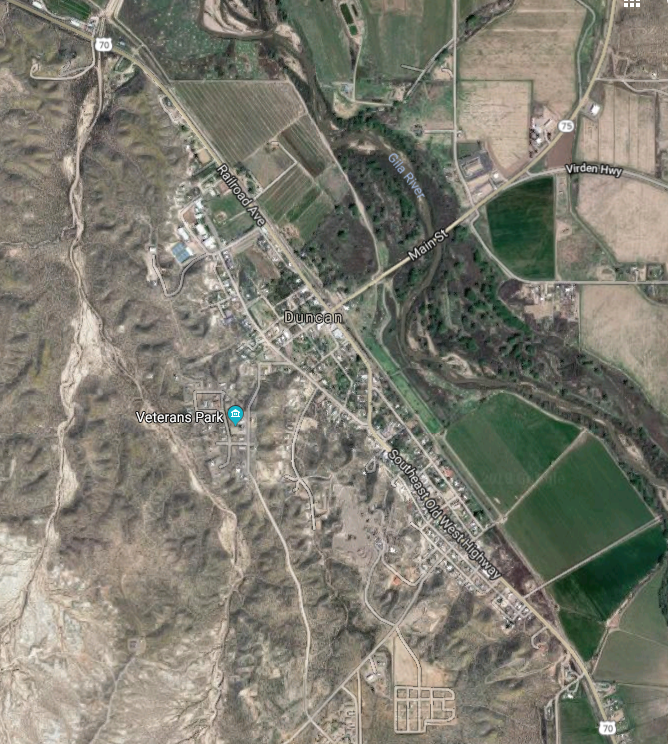 70
75
Gila River
Virden Hwy
Railroad Ave
Main St
Duncan
Veterans Park
Southeast Old West Highway
70